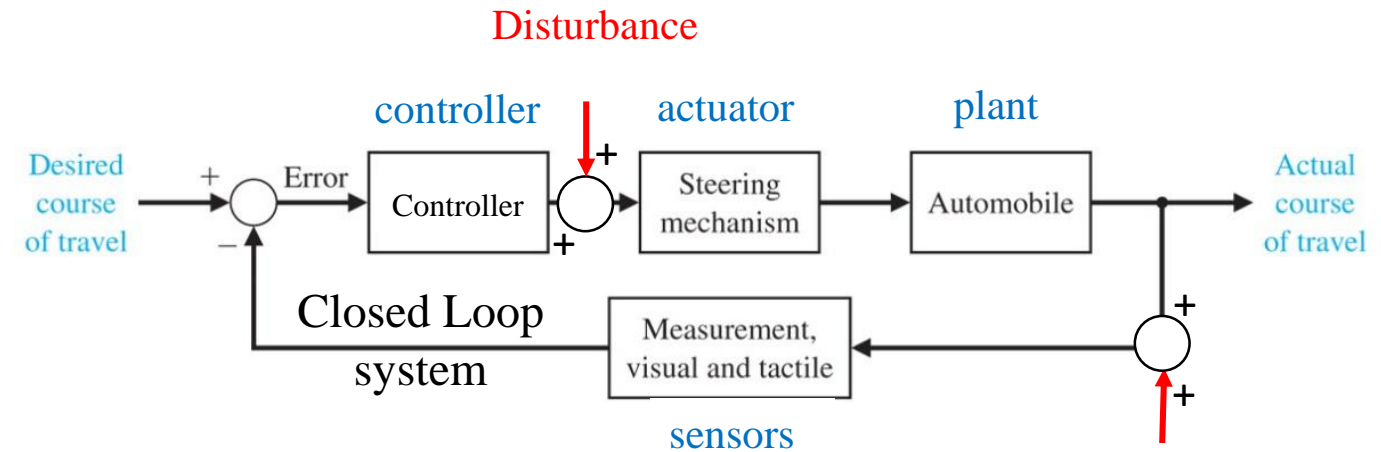 Disturbance
controller
actuator
plant
Desired
course
of travel
+
−
Error
Controller
+
+
Steering
mechanism
Automobile
Actual
course
of travel
Closed Loop
system
Measurement,
visual and tactile
+
+
sensors